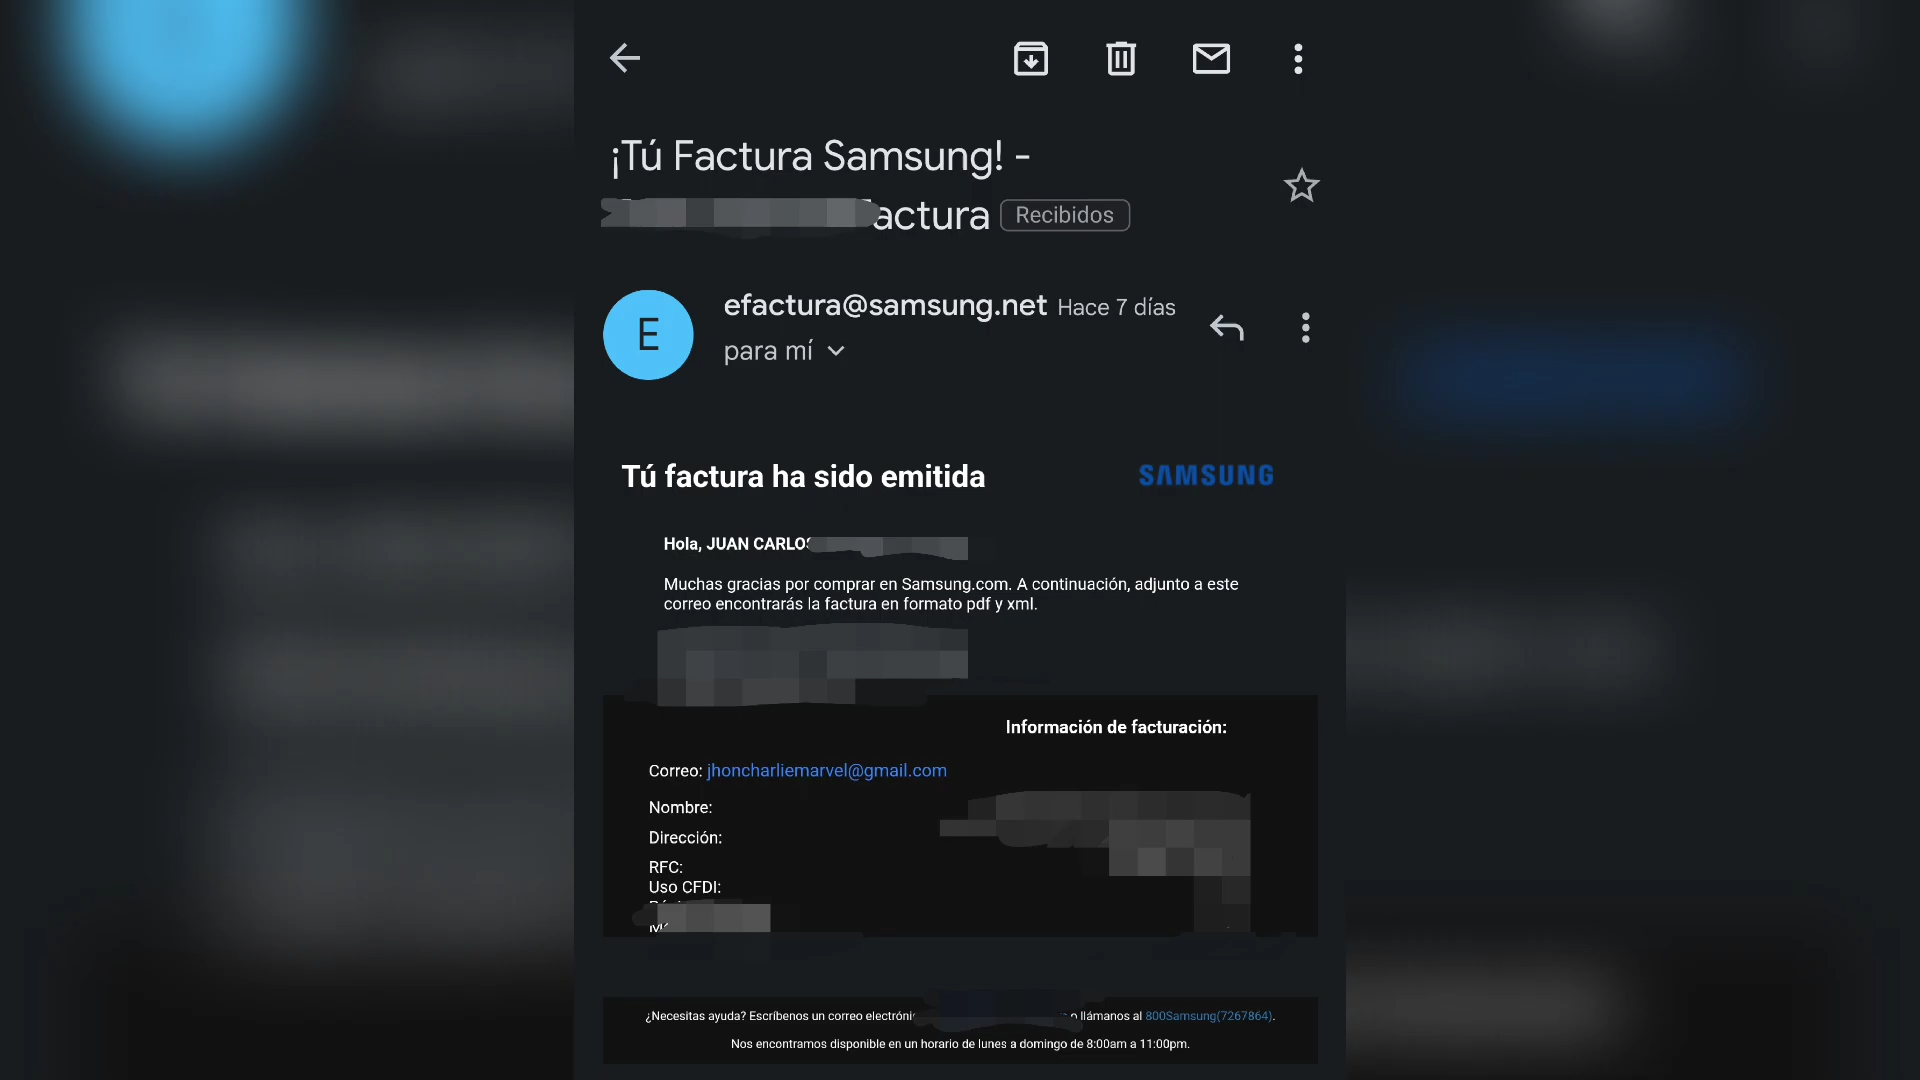 ¡Tú Factura Samsung! -
actura Recibidos
E
efactura@samsung.net Hace 7 días
para mí
Tú factura ha sido emitida
SAMSUNG
Hola, JUAN CARLOS
Muchas gracias por comprar en Samsung.com. A continuación, adjunto a este
correo encontrarás la factura en formato pdf y xml.
Información de facturación:
Correo: jhoncharliemarvel@gmail.com
Nombre:
Dirección:
RFC:
Uso CFDI:
¿Necesitas ayuda? Escríbenos un correo o llámanos al 800Samsung(7267864).
Nos encontramos disponible en un horario de lunes a domingo de 8:00am a 11:00pm.